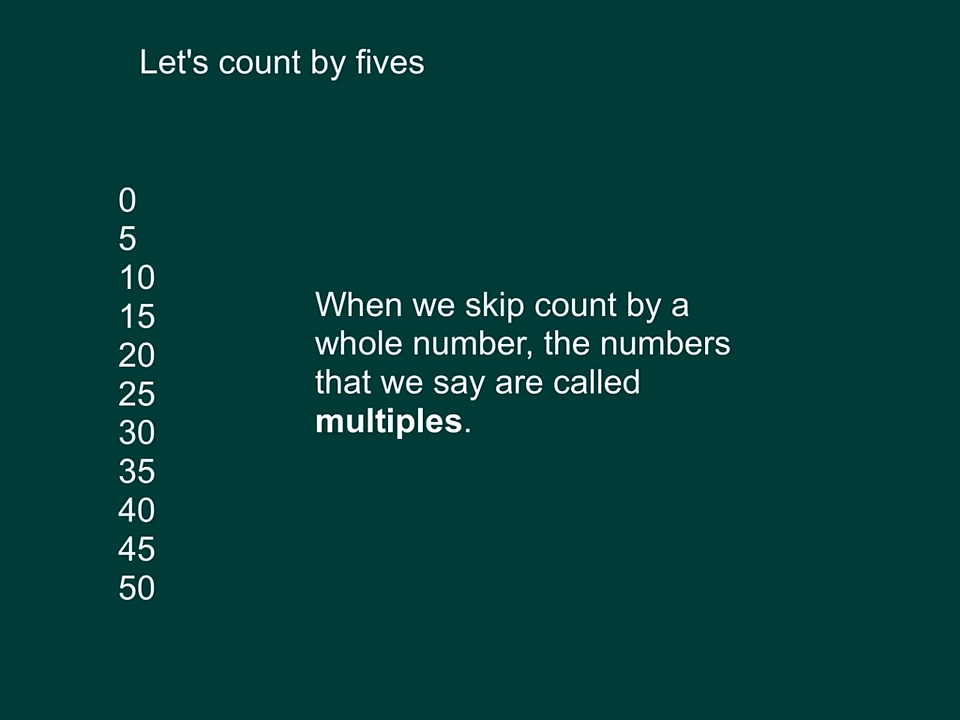 Let's count by fives
0
5
10
15
20
25
30
35
40
45
50
When we skip count by a
whole number, the numbers
that we say are called
multiples.